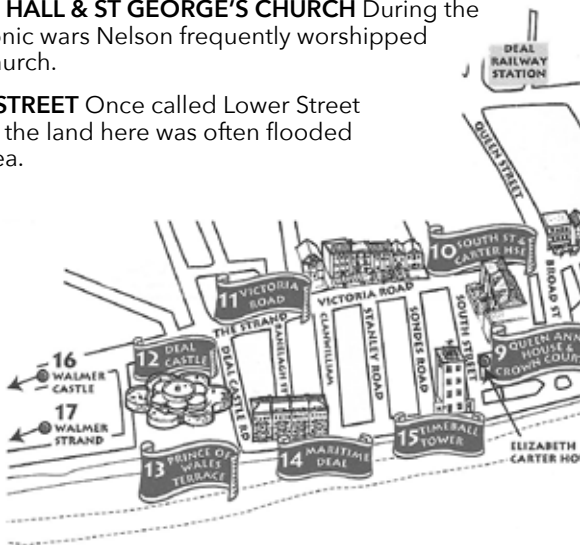 HALL & ST GEORGE'S CHURCH During the
onic wars Nelson frequently worshipped
hurch.
STREET Once called Lower Street
the land here was often flooded
ea.
DEAL
RAILWAY
STATION
QUEEN STREET
10 SOUTH ST &
CARTER HSE
BROAD ST
11 VICTORIA
ROAD
VICTORIA ROAD
THE STRAND
12 DEAL
CASTLE
DEAL CASTLE RD
RANELAGH ST
CLANWILLIAM
STANLEY ROAD
SONDES ROAD
SOUTH STREET
9 QUEEN ANN
HOUSE &
CROWN COURT
16
WALMER
CASTLE
17
WALMER
STRAND
13 PRINCE OF
WALES
TERRACE
14 MARITIME
DEAL
15 TIMEBALL
TOWER
ELIZABETH
CARTER HOU